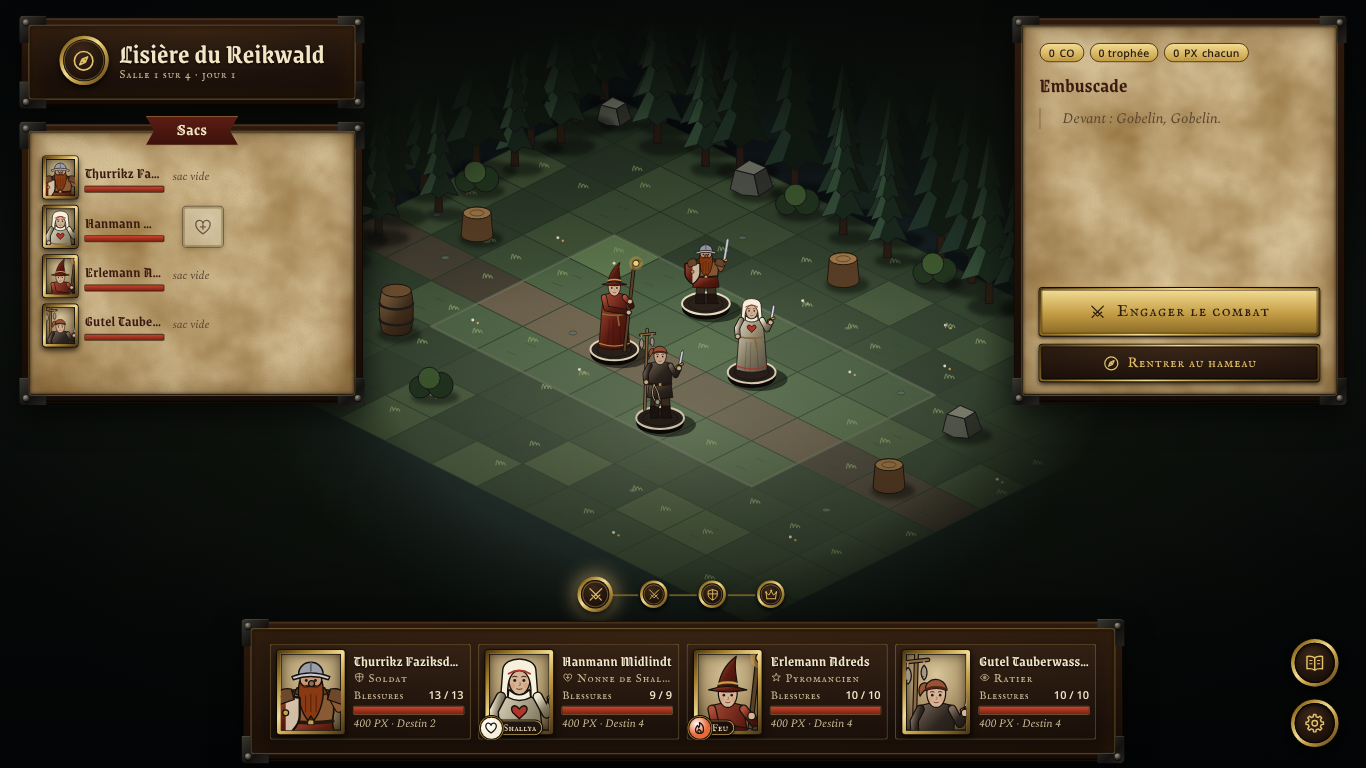 Lisière du Reikwald
Salle 1 sur 4 · jour 1
Sacs
Thurrikz Fa...
sac vide
Hanmann ...
Erlemann A...
sac vide
Gutel Taube...
sac vide
0 CO
0 trophée
0 PX chacun
Embuscade
Devant : Gobelin, Gobelin.
Engager le combat
Rentrer au hameau
Thurrikz Faziksd...
Soldat
Blessures 13 / 13
400 PX · Destin 2
Hanmann Midlindt
Nonne de Shal...
Blessures 9 / 9
Shallya
400 PX · Destin 4
Erlemann Adreds
Pyromancien
Blessures 10 / 10
Feu
400 PX · Destin 4
Gutel Tauberwass...
Ratier
Blessures 10 / 10
400 PX · Destin 4